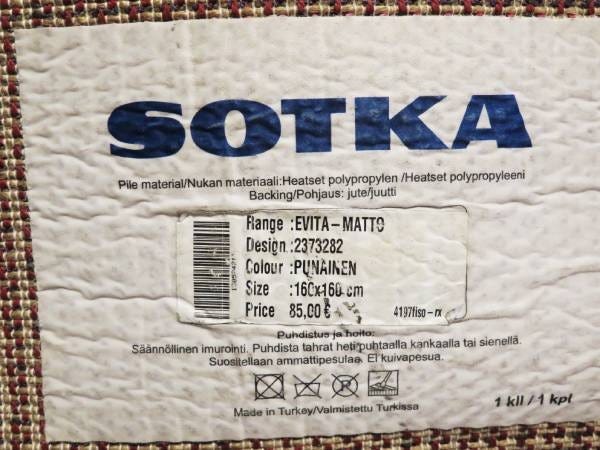 SOTKA
Pile material/Nukan materiaali:Heatset polypropylen /Heatset polypropyleeni
Backing/Pohjaus: jute/juutti
Range :EVITA-MATTO
Design :2373282
Colour :PUNAINEN
Size :160x160 cm
Price 85,00 €
4197fiso-rx
Puhdistus ja hoito:
Säännöllinen imurointi. Puhdista tahrat heti puhtaalla kankaalla tai sienellä.
Suositellaan ammattipesulaa. Ei kuivapesua.
Made in Turkey/Valmistettu Turkissa
1 kll / 1 kpl